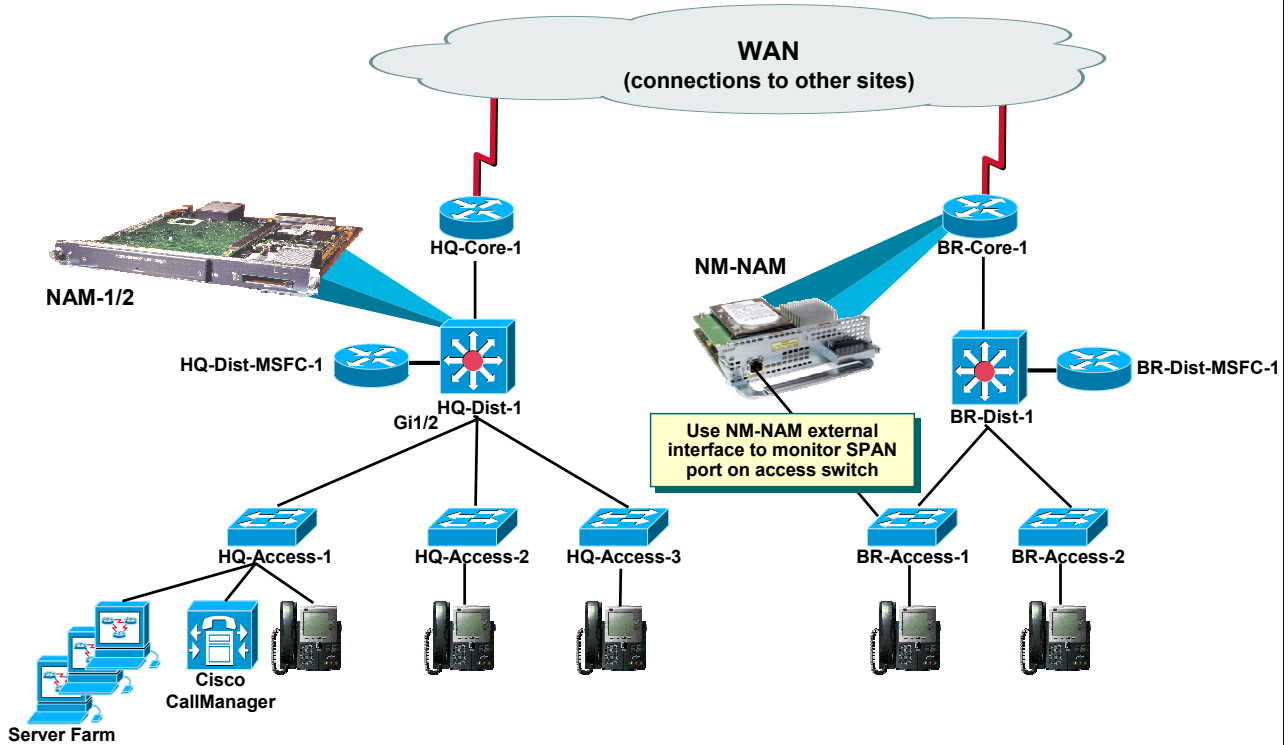 WAN
(connections to other sites)
HQ-Core-1
BR-Core-1
NAM-1/2
NM-NAM
HQ-Dist-MSFC-1
HQ-Dist-1
Gi1/2
BR-Dist-MSFC-1
BR-Dist-1
Use NM-NAM external
interface to monitor SPAN
port on access switch
HQ-Access-1
HQ-Access-2
HQ-Access-3
BR-Access-1
BR-Access-2
Cisco
CallManager
Server Farm